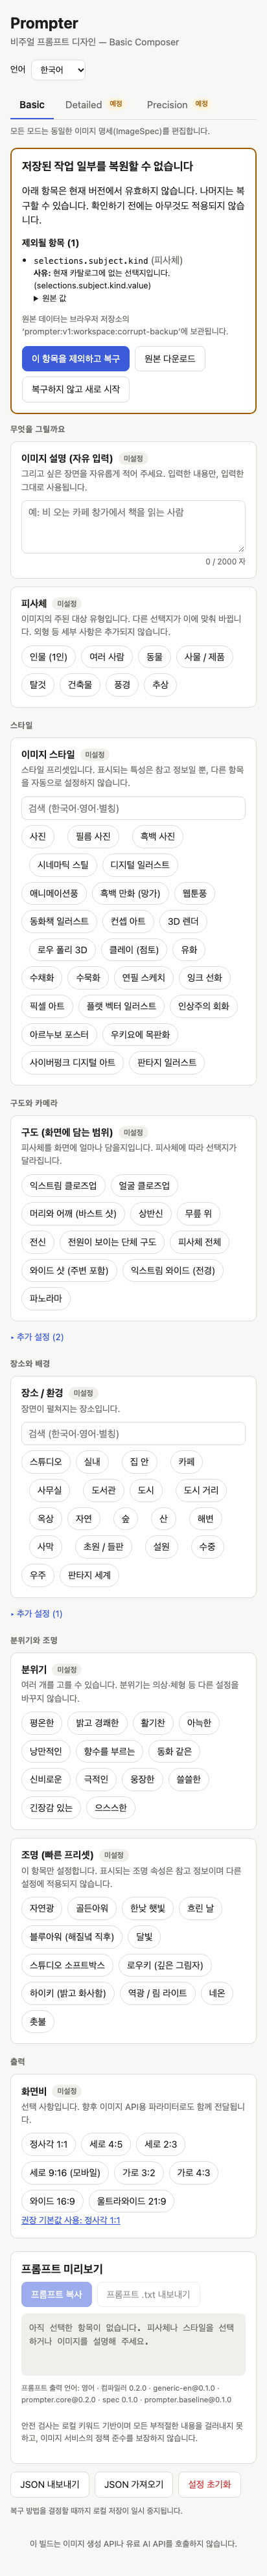 Prompter
비주얼 프롬프트 디자인 — Basic Composer
언어 한국어
Basic Detailed 예정 Precision 예정
모든 모드는 동일한 이미지 명세(ImageSpec)를 편집합니다.
저장된 작업 일부를 복원할 수 없습니다
아래 항목은 현재 버전에서 유효하지 않습니다. 나머지는 복
구할 수 있습니다. 확인하기 전에는 아무것도 적용되지 않습
니다.
제외될 항목 (1)
• selections.subject.kind (피사체)
사유: 현재 카탈로그에 없는 선택지입니다.
(selections.subject.kind.value)
▶ 원본 값
원본 데이터는 브라우저 저장소의
'prompter:v1:workspace:corrupt-backup'에 보관됩니다.
이 항목을 제외하고 복구 원본 다운로드
복구하지 않고 새로 시작
무엇을 그릴까요
이미지 설명 (자유 입력) 미설정
그리고 싶은 장면을 자유롭게 적어 주세요. 입력한 내용만, 입력한
그대로 사용됩니다.
예: 비 오는 카페 창가에서 책을 읽는 사람
0 / 2000 자
피사체 미설정
이미지의 주된 대상 유형입니다. 다른 선택지가 이에 맞춰 바뀝니
다. 외형 등 세부 사항은 추가되지 않습니다.
인물 (1인) 여러 사람 동물 사물 / 제품
탈것 건축물 풍경 추상
스타일
이미지 스타일 미설정
스타일 프리셋입니다. 표시되는 특성은 참고 정보일 뿐, 다른 항목
을 자동으로 설정하지 않습니다.
검색 (한국어·영어·별칭)
사진 필름 사진 흑백 사진
시네마틱 스틸 디지털 일러스트
애니메이션풍 흑백 만화 (망가) 웹툰풍
동화책 일러스트 컨셉 아트 3D 렌더
로우 폴리 3D 클레이 (점토) 유화
수채화 수묵화 연필 스케치 잉크 선화
픽셀 아트 플랫 벡터 일러스트 인상주의 회화
아르누보 포스터 우키요에 목판화
사이버펑크 디지털 아트 판타지 일러스트
구도와 카메라
구도 (화면에 담는 범위) 미설정
피사체를 화면에 얼마나 담을지입니다. 피사체에 따라 선택지가
달라집니다.
익스트림 클로즈업 얼굴 클로즈업
머리와 어깨 (바스트 샷) 상반신 무릎 위
전신 전원이 보이는 단체 구도 피사체 전체
와이드 샷 (주변 포함) 익스트림 와이드 (전경)
파노라마
▸ 추가 설정 (2)
장소와 배경
장소 / 환경 미설정
장면이 펼쳐지는 장소입니다.
검색 (한국어·영어·별칭)
스튜디오 실내 집 안 카페
사무실 도서관 도시 도시 거리
옥상 자연 숲 산 해변
사막 초원 / 들판 설원 수중
우주 판타지 세계
▸ 추가 설정 (1)
분위기와 조명
분위기 미설정
여러 개를 고를 수 있습니다. 분위기는 의상·체형 등 다른 설정을
바꾸지 않습니다.
평온한 밝고 경쾌한 활기찬 아늑한
낭만적인 향수를 부르는 동화 같은
신비로운 극적인 웅장한 쓸쓸한
긴장감 있는 으스스한
조명 (빠른 프리셋) 미설정
이 항목만 설정합니다. 표시되는 조명 속성은 참고 정보이며 다른
설정에 적용되지 않습니다.
자연광 골든아워 한낮 햇빛 흐린 날
블루아워 (해질녘 직후) 달빛
스튜디오 소프트박스 로우키 (깊은 그림자)
하이키 (밝고 화사함) 역광 / 림 라이트 네온
촛불
출력
화면비 미설정
선택 사항입니다. 향후 이미지 API용 파라미터로도 함께 전달됩니
다.
정사각 1:1 세로 4:5 세로 2:3
세로 9:16 (모바일) 가로 3:2 가로 4:3
와이드 16:9 울트라와이드 21:9
권장 기본값 사용: 정사각 1:1
프롬프트 미리보기
프롬프트 복사 프롬프트 .txt 내보내기
아직 선택한 항목이 없습니다. 피사체나 스타일을 선택
하거나 이미지를 설명해 주세요.
프롬프트 출력 언어: 영어 · 컴파일러 0.2.0 · generic-en@0.1.0 ·
prompter.core@0.2.0 · spec 0.1.0 · prompter.baseline@0.1.0
안전 검사는 로컬 키워드 기반이며 모든 부적절한 내용을 걸러내지 못
하고, 이미지 서비스의 정책 준수를 보장하지 않습니다.
JSON 내보내기 JSON 가져오기 설정 초기화
복구 방법을 결정할 때까지 로컬 저장이 일시 중지됩니다.
이 빌드는 이미지 생성 API나 유료 AI API를 호출하지 않습니다.